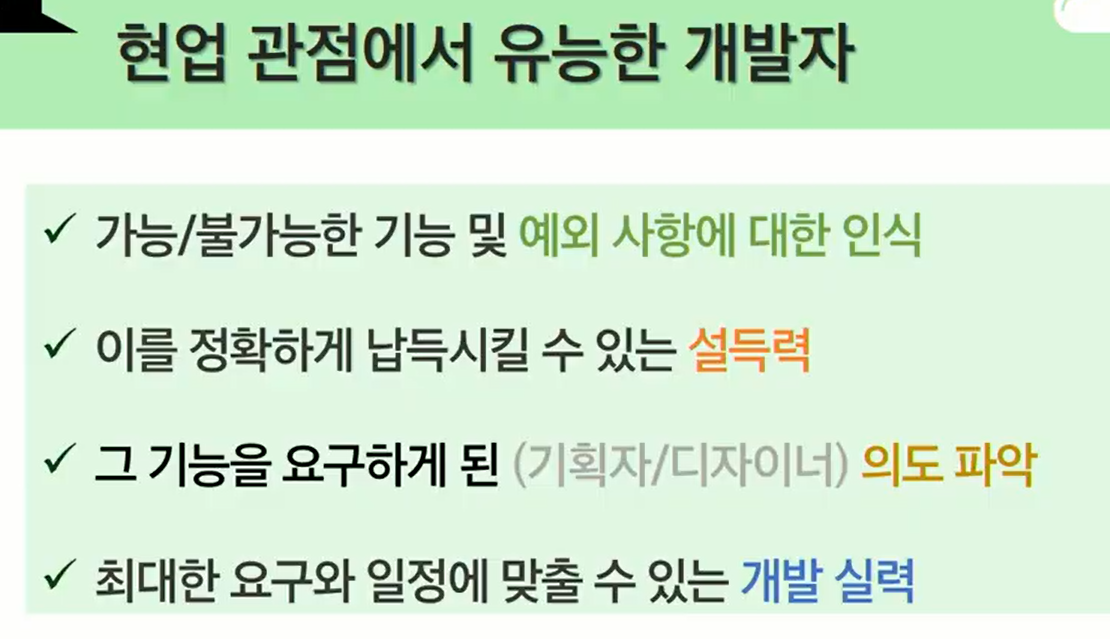 현업 관점에서 유능한 개발자
✓ 가능/불가능한 기능 및 예외 사항에 대한 인식
✓ 이를 정확하게 납득시킬 수 있는 설득력
✓ 그 기능을 요구하게 된 (기획자/디자이너) 의도 파악
✓ 최대한 요구와 일정에 맞출 수 있는 개발 실력